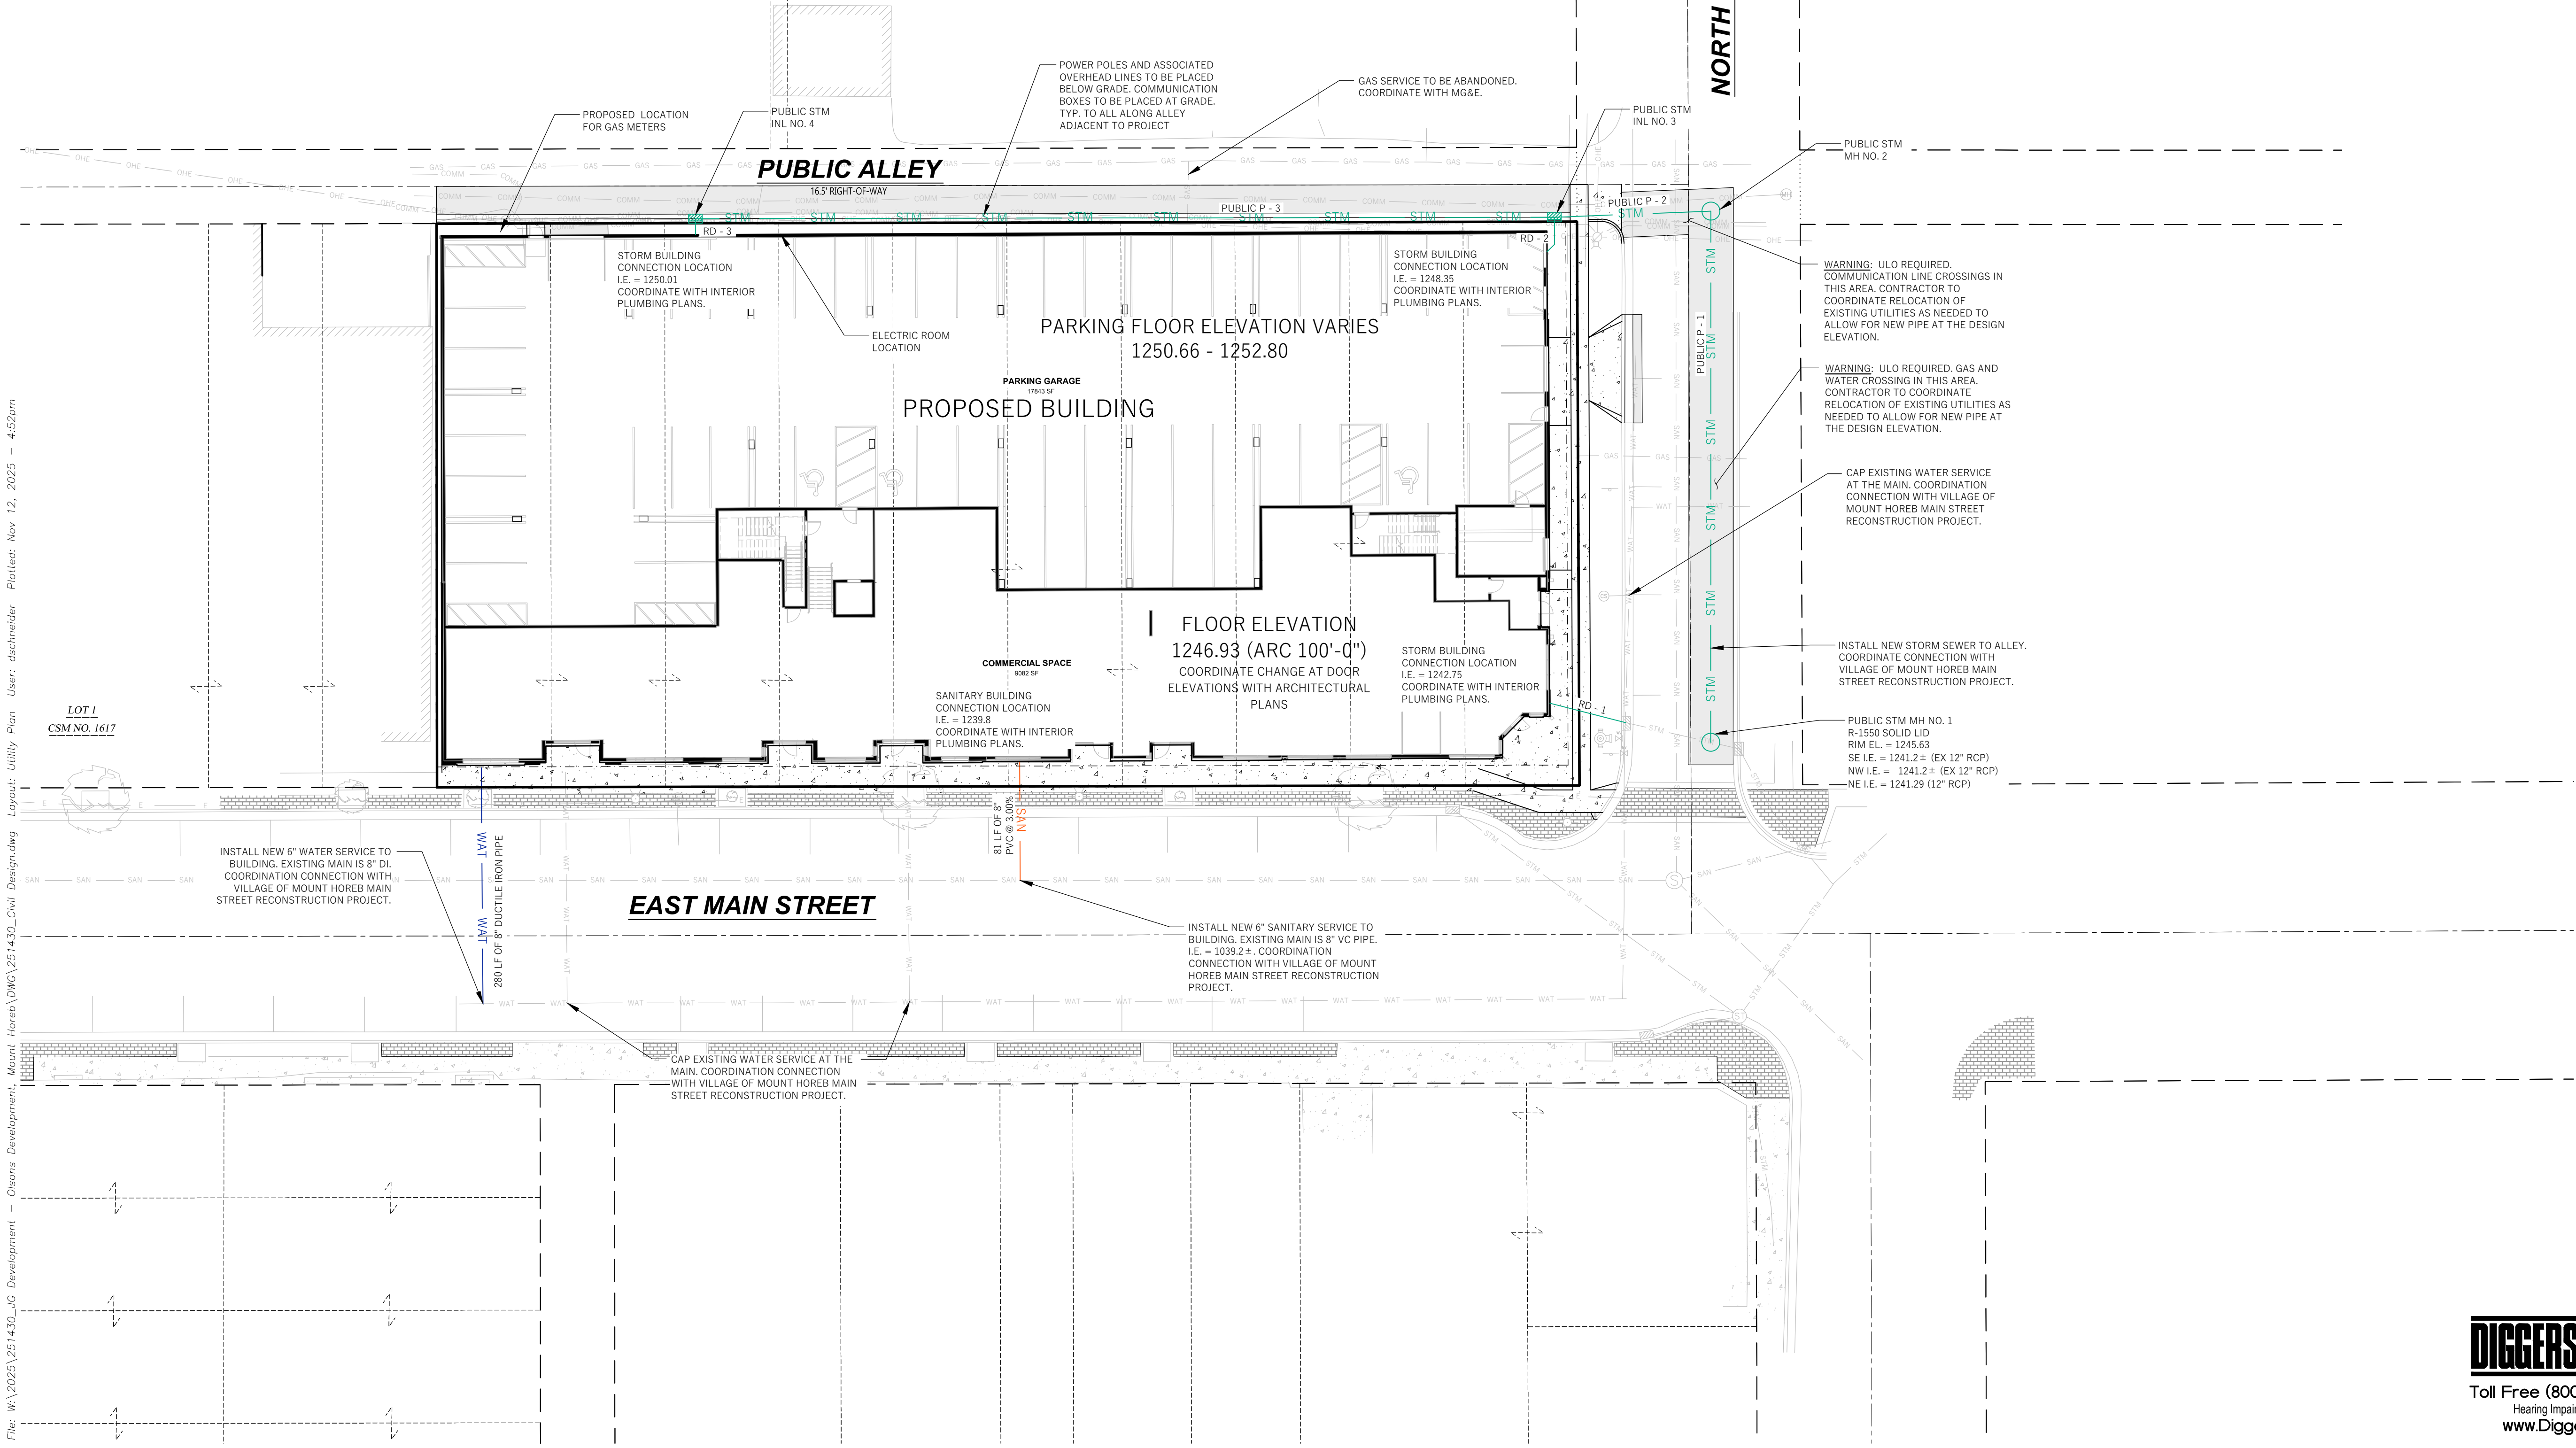 NORTH
POWER POLES AND ASSOCIATED
OVERHEAD LINES TO BE PLACED
BELOW GRADE. COMMUNICATION
BOXES TO BE PLACED AT GRADE.
TYP. TO ALL ALONG ALLEY
ADJACENT TO PROJECT
GAS SERVICE TO BE ABANDONED.
COORDINATE WITH MG&E.
PROPOSED LOCATION
FOR GAS METERS
PUBLIC STM
INL NO. 4
PUBLIC STM
INL NO. 3
PUBLIC STM
MH NO. 2
PUBLIC ALLEY
16.5' RIGHT-OF-WAY
PUBLIC P - 3
PUBLIC P - 2
RD - 3
RD - 2
STORM BUILDING
CONNECTION LOCATION
I.E. = 1250.01
COORDINATE WITH INTERIOR
PLUMBING PLANS.
STORM BUILDING
CONNECTION LOCATION
I.E. = 1248.35
COORDINATE WITH INTERIOR
PLUMBING PLANS.
WARNING: ULO REQUIRED.
COMMUNICATION LINE CROSSINGS IN
THIS AREA. CONTRACTOR TO
COORDINATE RELOCATION OF
EXISTING UTILITIES AS NEEDED TO
ALLOW FOR NEW PIPE AT THE DESIGN
ELEVATION.
ELECTRIC ROOM
LOCATION
PARKING FLOOR ELEVATION VARIES
1250.66 - 1252.80
PUBLIC P - 1
PARKING GARAGE
17843 SF
PROPOSED BUILDING
WARNING: ULO REQUIRED. GAS AND
WATER CROSSING IN THIS AREA.
CONTRACTOR TO COORDINATE
RELOCATION OF EXISTING UTILITIES AS
NEEDED TO ALLOW FOR NEW PIPE AT
THE DESIGN ELEVATION.
CAP EXISTING WATER SERVICE
AT THE MAIN. COORDINATION
CONNECTION WITH VILLAGE OF
MOUNT HOREB MAIN STREET
RECONSTRUCTION PROJECT.
FLOOR ELEVATION
1246.93 (ARC 100'-0")
COORDINATE CHANGE AT DOOR
ELEVATIONS WITH ARCHITECTURAL
PLANS
COMMERCIAL SPACE
9082 SF
STORM BUILDING
CONNECTION LOCATION
I.E. = 1242.75
COORDINATE WITH INTERIOR
PLUMBING PLANS.
SANITARY BUILDING
CONNECTION LOCATION
I.E. = 1239.8
COORDINATE WITH INTERIOR
PLUMBING PLANS.
RD - 1
INSTALL NEW STORM SEWER TO ALLEY.
COORDINATE CONNECTION WITH
VILLAGE OF MOUNT HOREB MAIN
STREET RECONSTRUCTION PROJECT.
LOT 1
CSM NO. 1617
PUBLIC STM MH NO. 1
R-1550 SOLID LID
RIM EL. = 1245.63
SE I.E. = 1241.2± (EX 12" RCP)
NW I.E. = 1241.2± (EX 12" RCP)
NE I.E. = 1241.29 (12" RCP)
81 LF OF 8"
PVC @ 3.00%
SAN
WAT
WAT
280 LF OF 8" DUCTILE IRON PIPE
INSTALL NEW 6" WATER SERVICE TO
BUILDING. EXISTING MAIN IS 8" DI.
COORDINATION CONNECTION WITH
VILLAGE OF MOUNT HOREB MAIN
STREET RECONSTRUCTION PROJECT.
EAST MAIN STREET
INSTALL NEW 6" SANITARY SERVICE TO
BUILDING. EXISTING MAIN IS 8" VC PIPE.
I.E. = 1039.2±. COORDINATION
CONNECTION WITH VILLAGE OF MOUNT
HOREB MAIN STREET RECONSTRUCTION
PROJECT.
CAP EXISTING WATER SERVICE AT THE
MAIN. COORDINATION CONNECTION
WITH VILLAGE OF MOUNT HOREB MAIN
STREET RECONSTRUCTION PROJECT.
DIGGERS
Toll Free (800
Hearing Impai
www.Digge
File: W:\2025\251430_JG Development - Olsons Development, Mount Horeb\DWG\251430_Civil Design.dwg Layout: Utility Plan User: dschneider Plotted: Nov 12, 2025 - 4:52pm